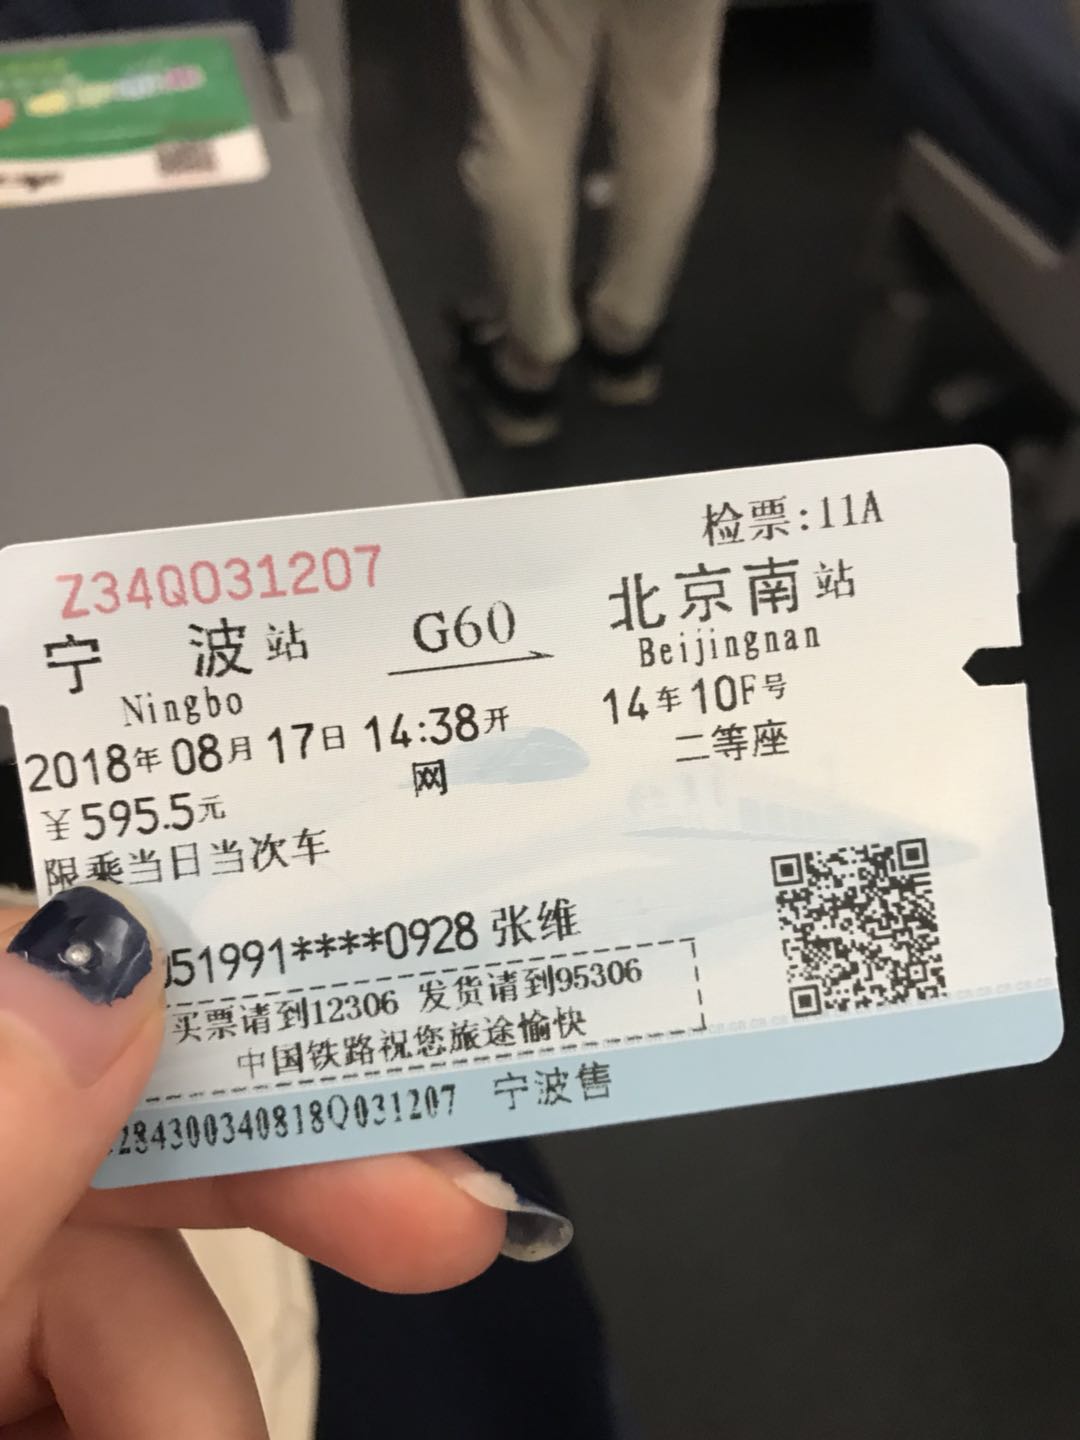 检票:11A
Z34Q031207
宁波站 G60 北京南站
Ningbo Beijingnan
2018年08月17日 14:38开 14车10F号
¥595.5元 网 二等座
限乘当日当次车
51991****0928 张维
买票请到12306 发货请到95306
中国铁路祝您旅途愉快
284300340818Q031207 宁波售